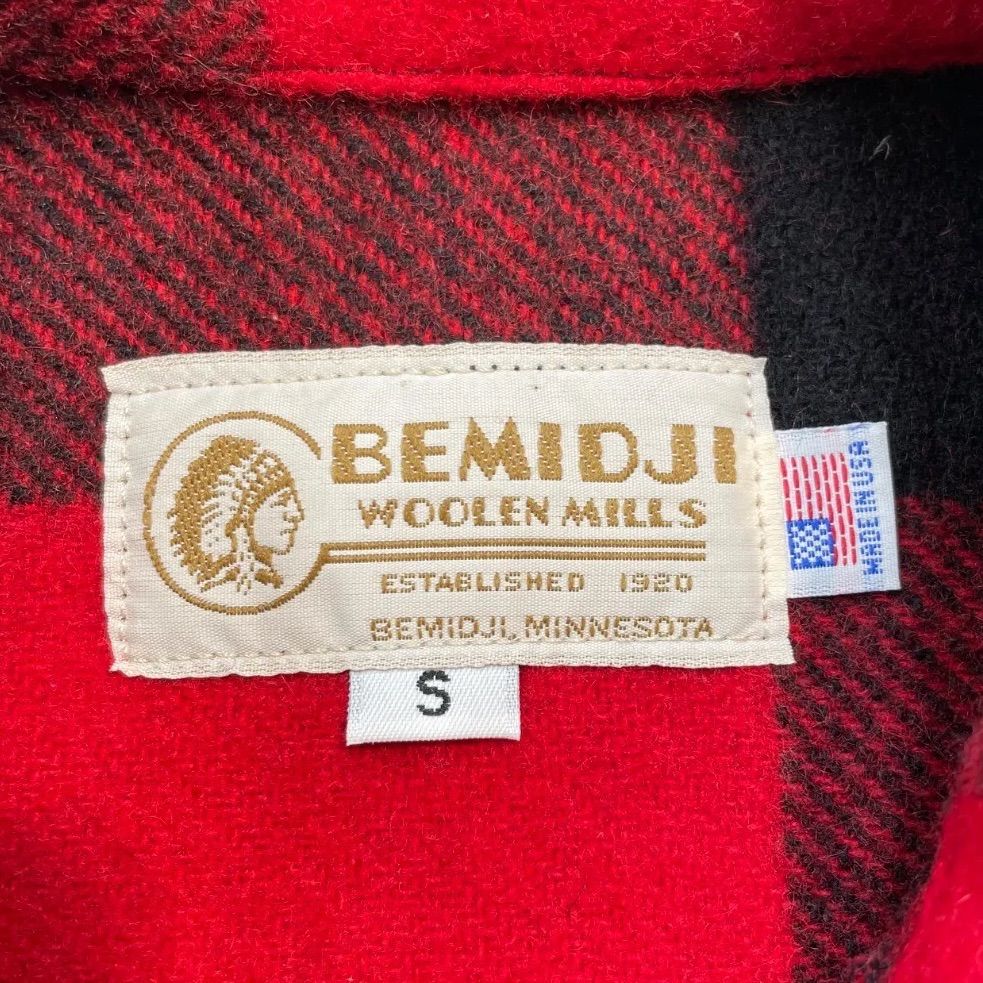 BEMIDJI
WOOLEN MILLS
ESTABLISHED 1920
BEMIDJI, MINNESOTA
MADE IN USA
S